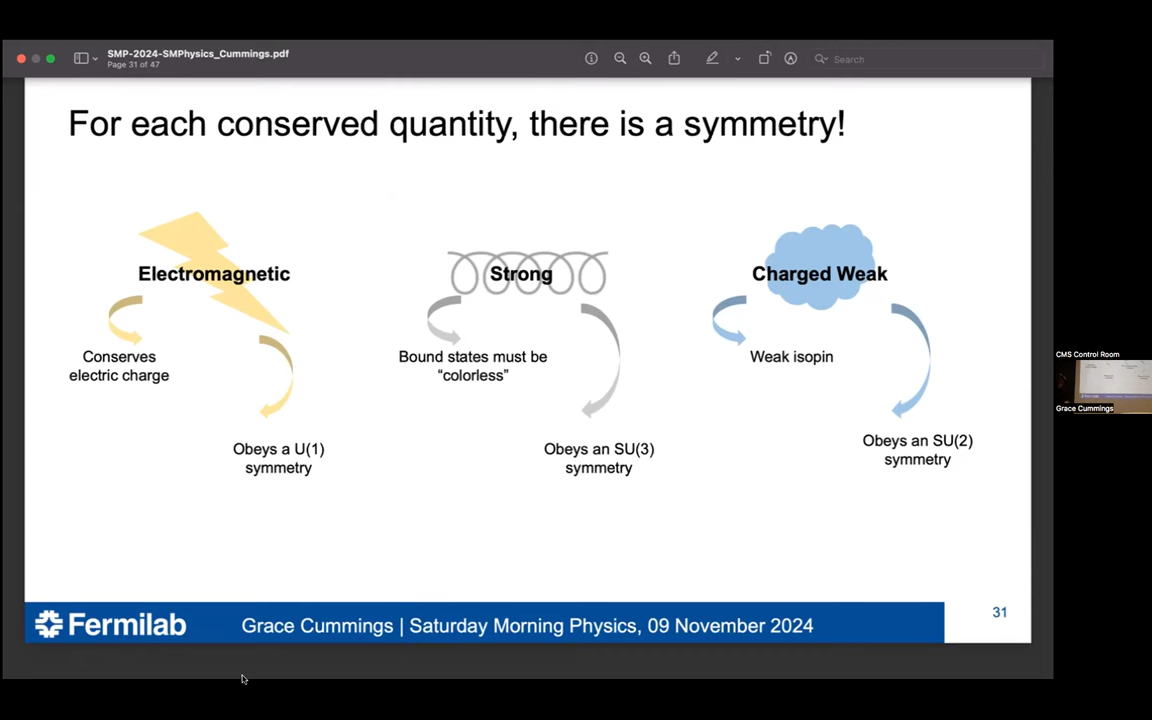 SMP-2024-SMPhysics_Cummings.pdf
Page 31 of 47
Search
For each conserved quantity, there is a symmetry!
Electromagnetic
Conserves
electric charge
Obeys a U(1)
symmetry
Strong
Bound states must be
“colorless”
Obeys an SU(3)
symmetry
Charged Weak
Weak isopin
Obeys an SU(2)
symmetry
CMS Control Room
Grace Cummings
Fermilab
Grace Cummings | Saturday Morning Physics, 09 November 2024
31